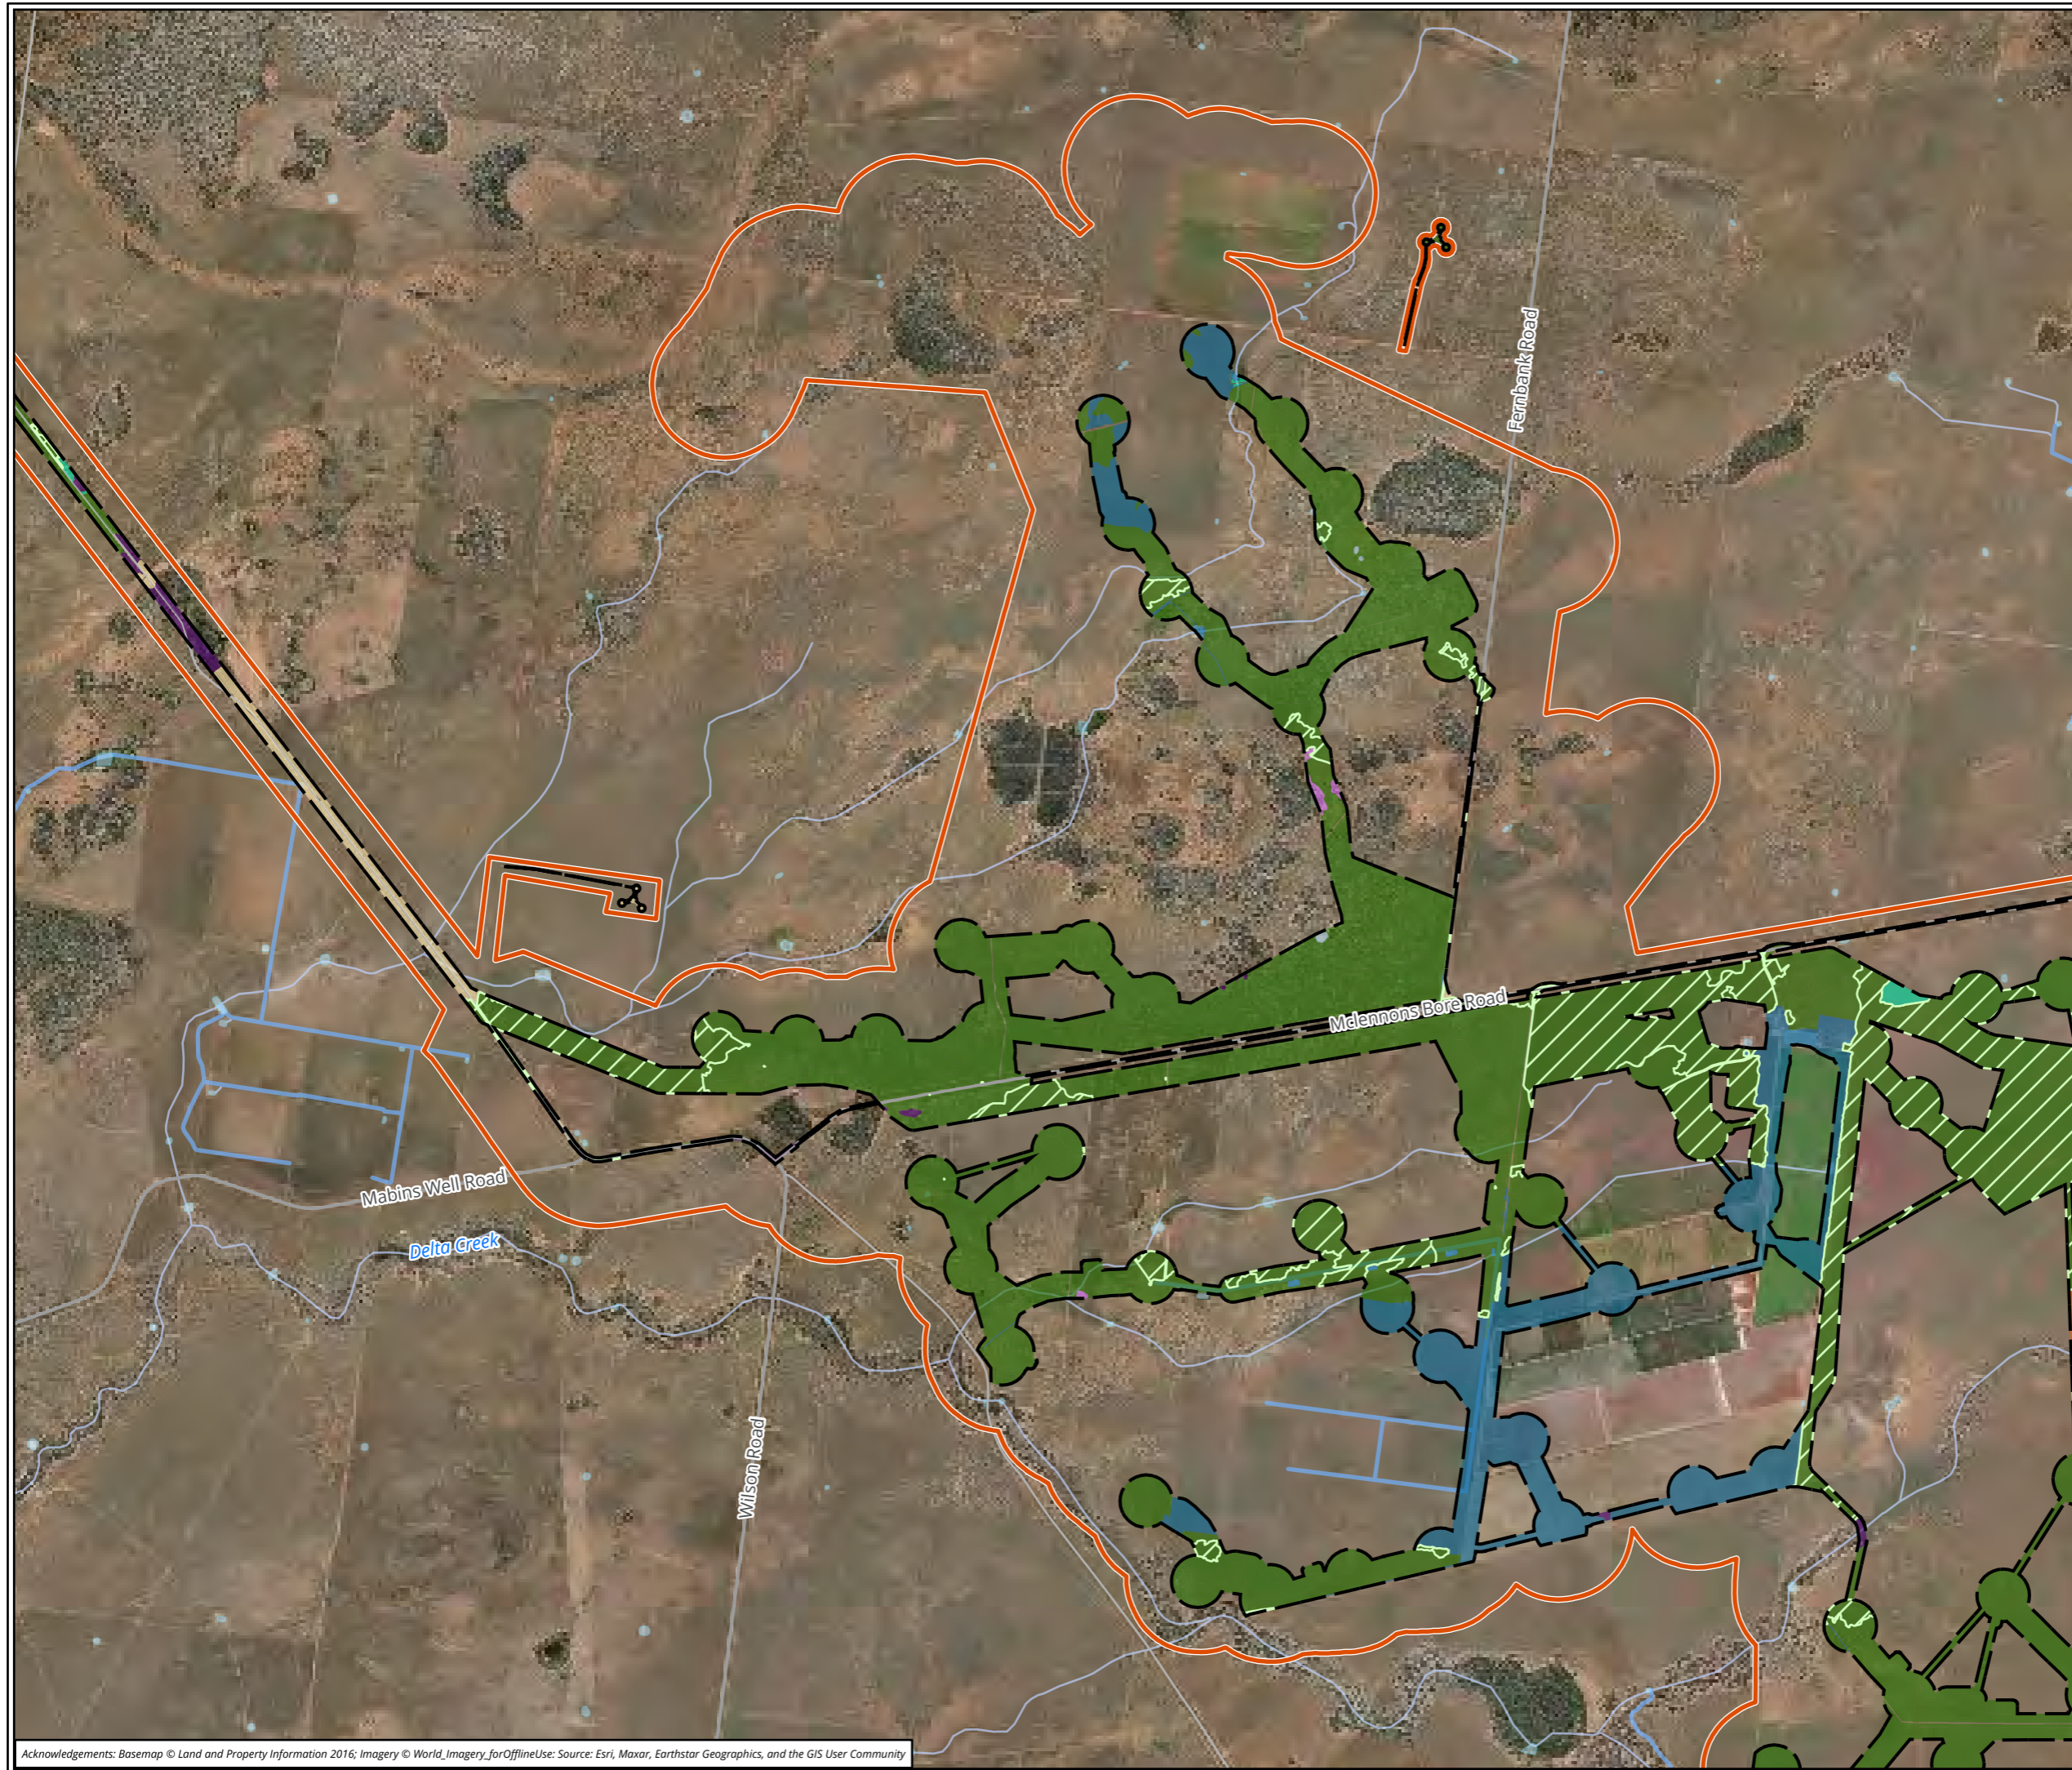 Fernbank Road
Mclennons Bore Road
Mabins Well Road
Delta Creek
Wilson Road
Acknowledgements: Basemap © Land and Property Information 2016; Imagery © World_Imagery_forOfflineUse: Source: Esri, Maxar, Earthstar Geographics, and the GIS User Community